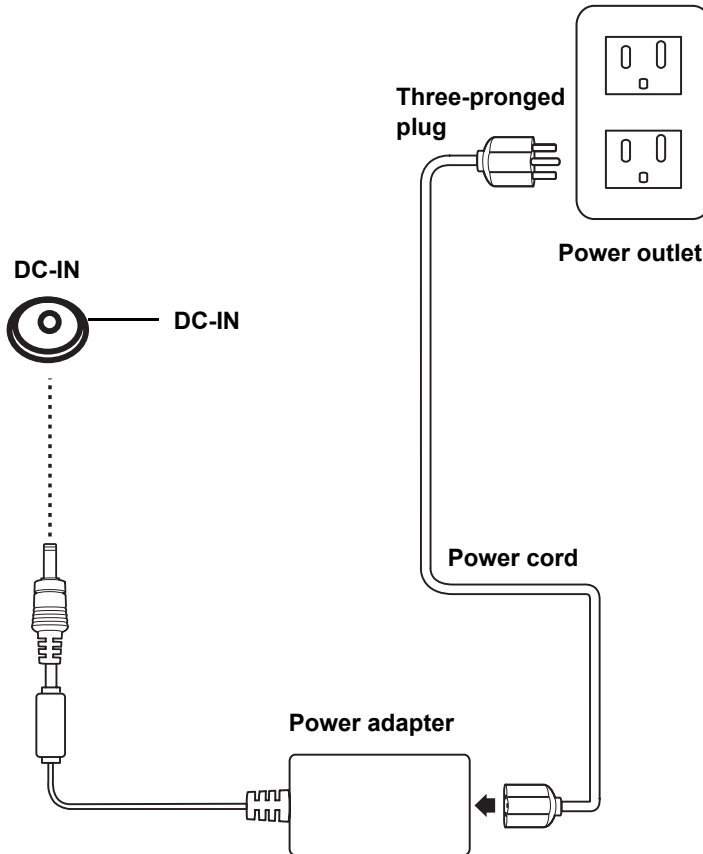 Three-pronged
plug
Power outlet
DC-IN
DC-IN
Power cord
Power adapter